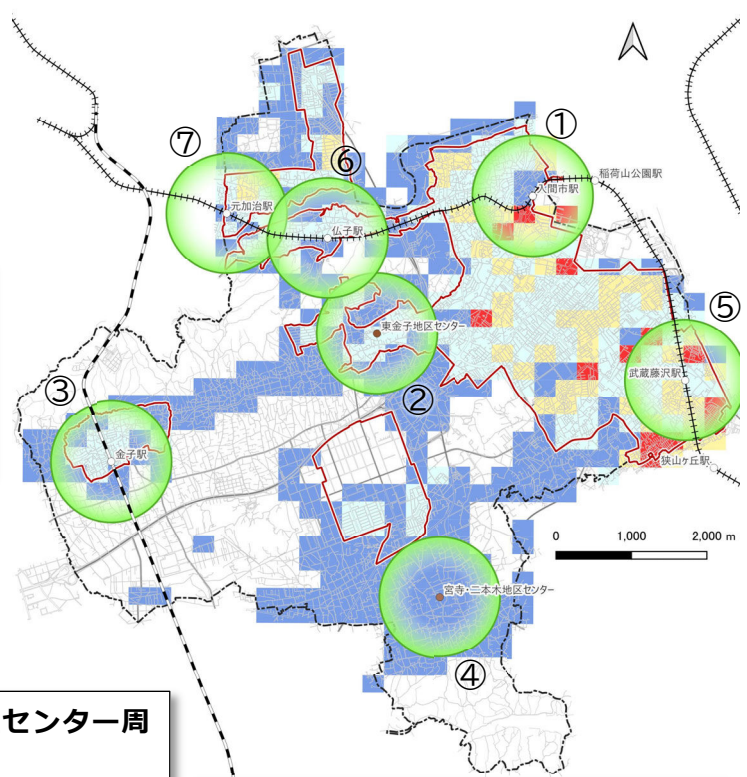 ①
⑦
⑥
稲荷山公園駅
入間市駅
元加治駅
仏子駅
⑤
東金子地区センター
武蔵藤沢駅
③
②
金子駅
狭山ヶ丘駅
0 1,000 2,000 m
宮寺・二本木地区センター
④
センター周